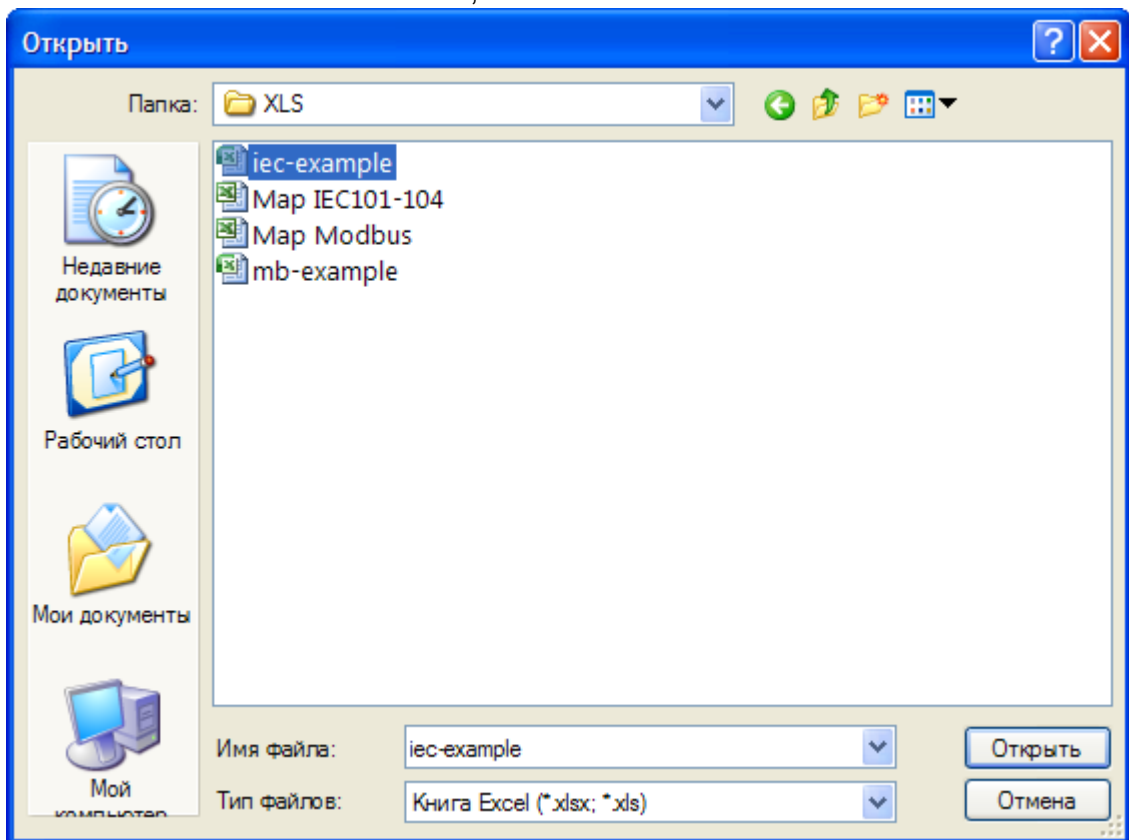 Открыть
Папка: XLS
iec-example
Map IEC101-104
Map Modbus
mb-example
Недавние
документы
Рабочий стол
Мои документы
Мой
компьютер
Имя файла: iec-example Открыть
Тип файлов: Книга Excel (*.xlsx; *.xls) Отмена